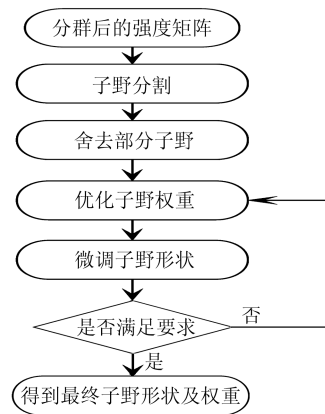 分群后的强度矩阵
子野分割
舍去部分子野
优化子野权重
微调子野形状
是否满足要求
否
是
得到最终子野形状及权重